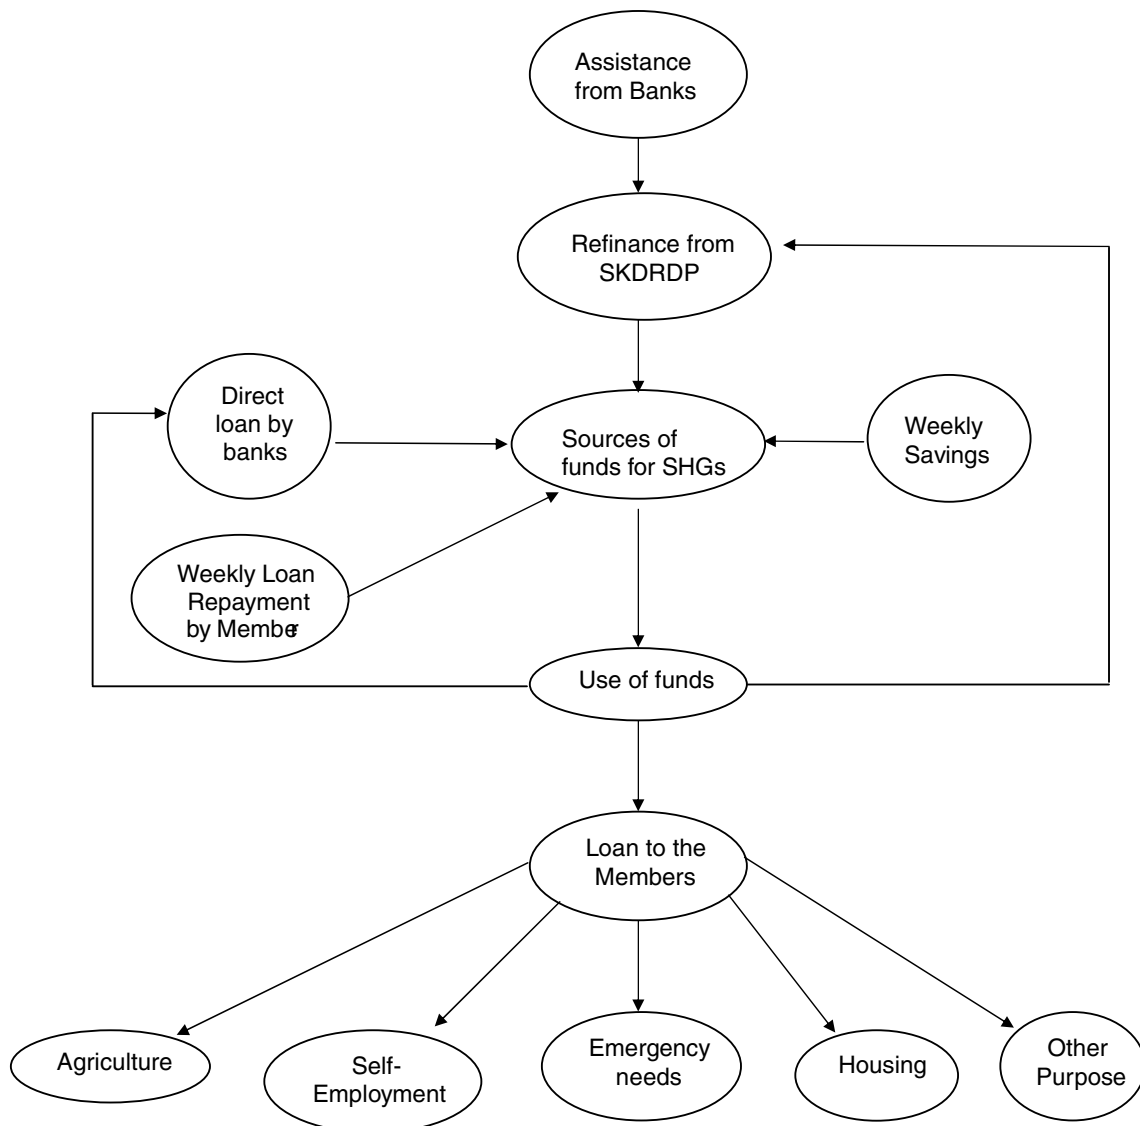 Assistance
from Banks
Refinance from
SKDRDP
Direct
loan by
banks
Sources of
funds for SHGs
Weekly
Savings
Weekly Loan
Repayment
by Member
Use of funds
Loan to the
Members
Agriculture
Self-
Employment
Emergency
needs
Housing
Other
Purpose